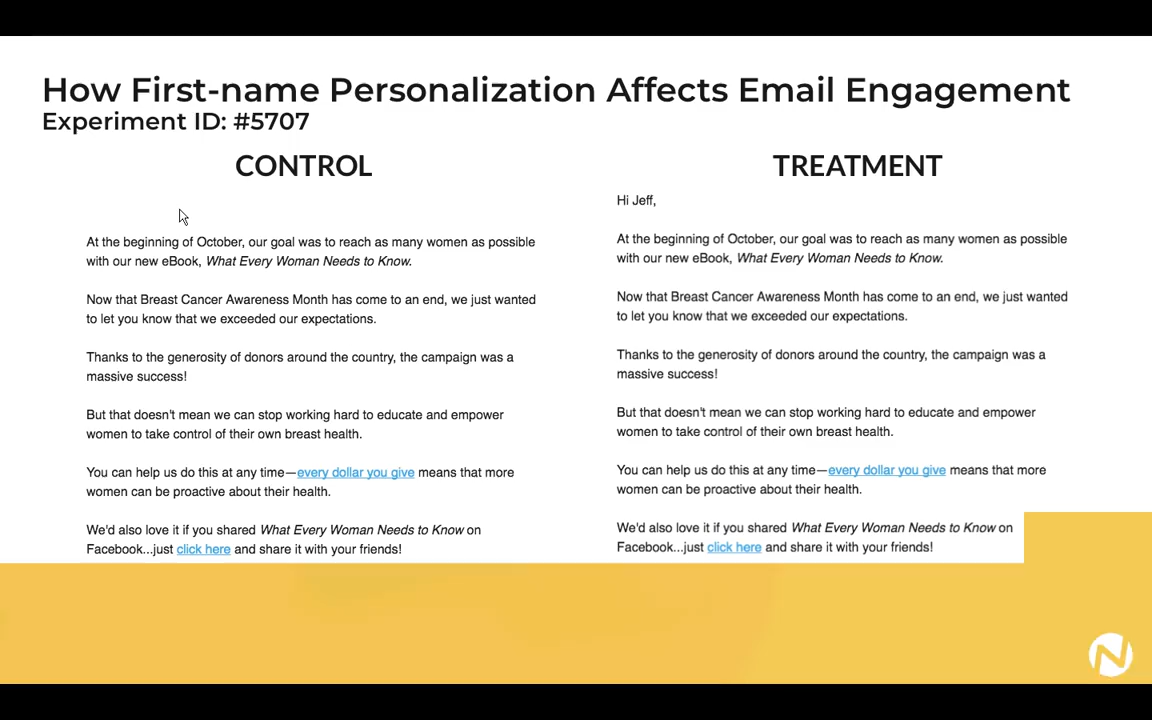 How First-name Personalization Affects Email Engagement
Experiment ID: #5707
CONTROL
At the beginning of October, our goal was to reach as many women as possible
with our new eBook, What Every Woman Needs to Know.
Now that Breast Cancer Awareness Month has come to an end, we just wanted
to let you know that we exceeded our expectations.
Thanks to the generosity of donors around the country, the campaign was a
massive success!
But that doesn't mean we can stop working hard to educate and empower
women to take control of their own breast health.
You can help us do this at any time—every dollar you give means that more
women can be proactive about their health.
We'd also love it if you shared What Every Woman Needs to Know on
Facebook...just click here and share it with your friends!
TREATMENT
Hi Jeff,
At the beginning of October, our goal was to reach as many women as possible
with our new eBook, What Every Woman Needs to Know.
Now that Breast Cancer Awareness Month has come to an end, we just wanted
to let you know that we exceeded our expectations.
Thanks to the generosity of donors around the country, the campaign was a
massive success!
But that doesn't mean we can stop working hard to educate and empower
women to take control of their own breast health.
You can help us do this at any time—every dollar you give means that more
women can be proactive about their health.
We'd also love it if you shared What Every Woman Needs to Know on
Facebook...just click here and share it with your friends!
N